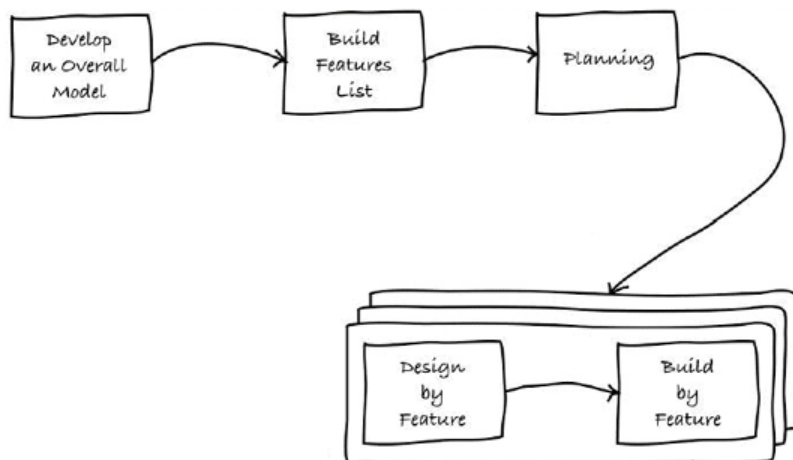 Develop
an Overall
Model
Build
Features
List
Planning
Design
by
Feature
Build
by
Feature